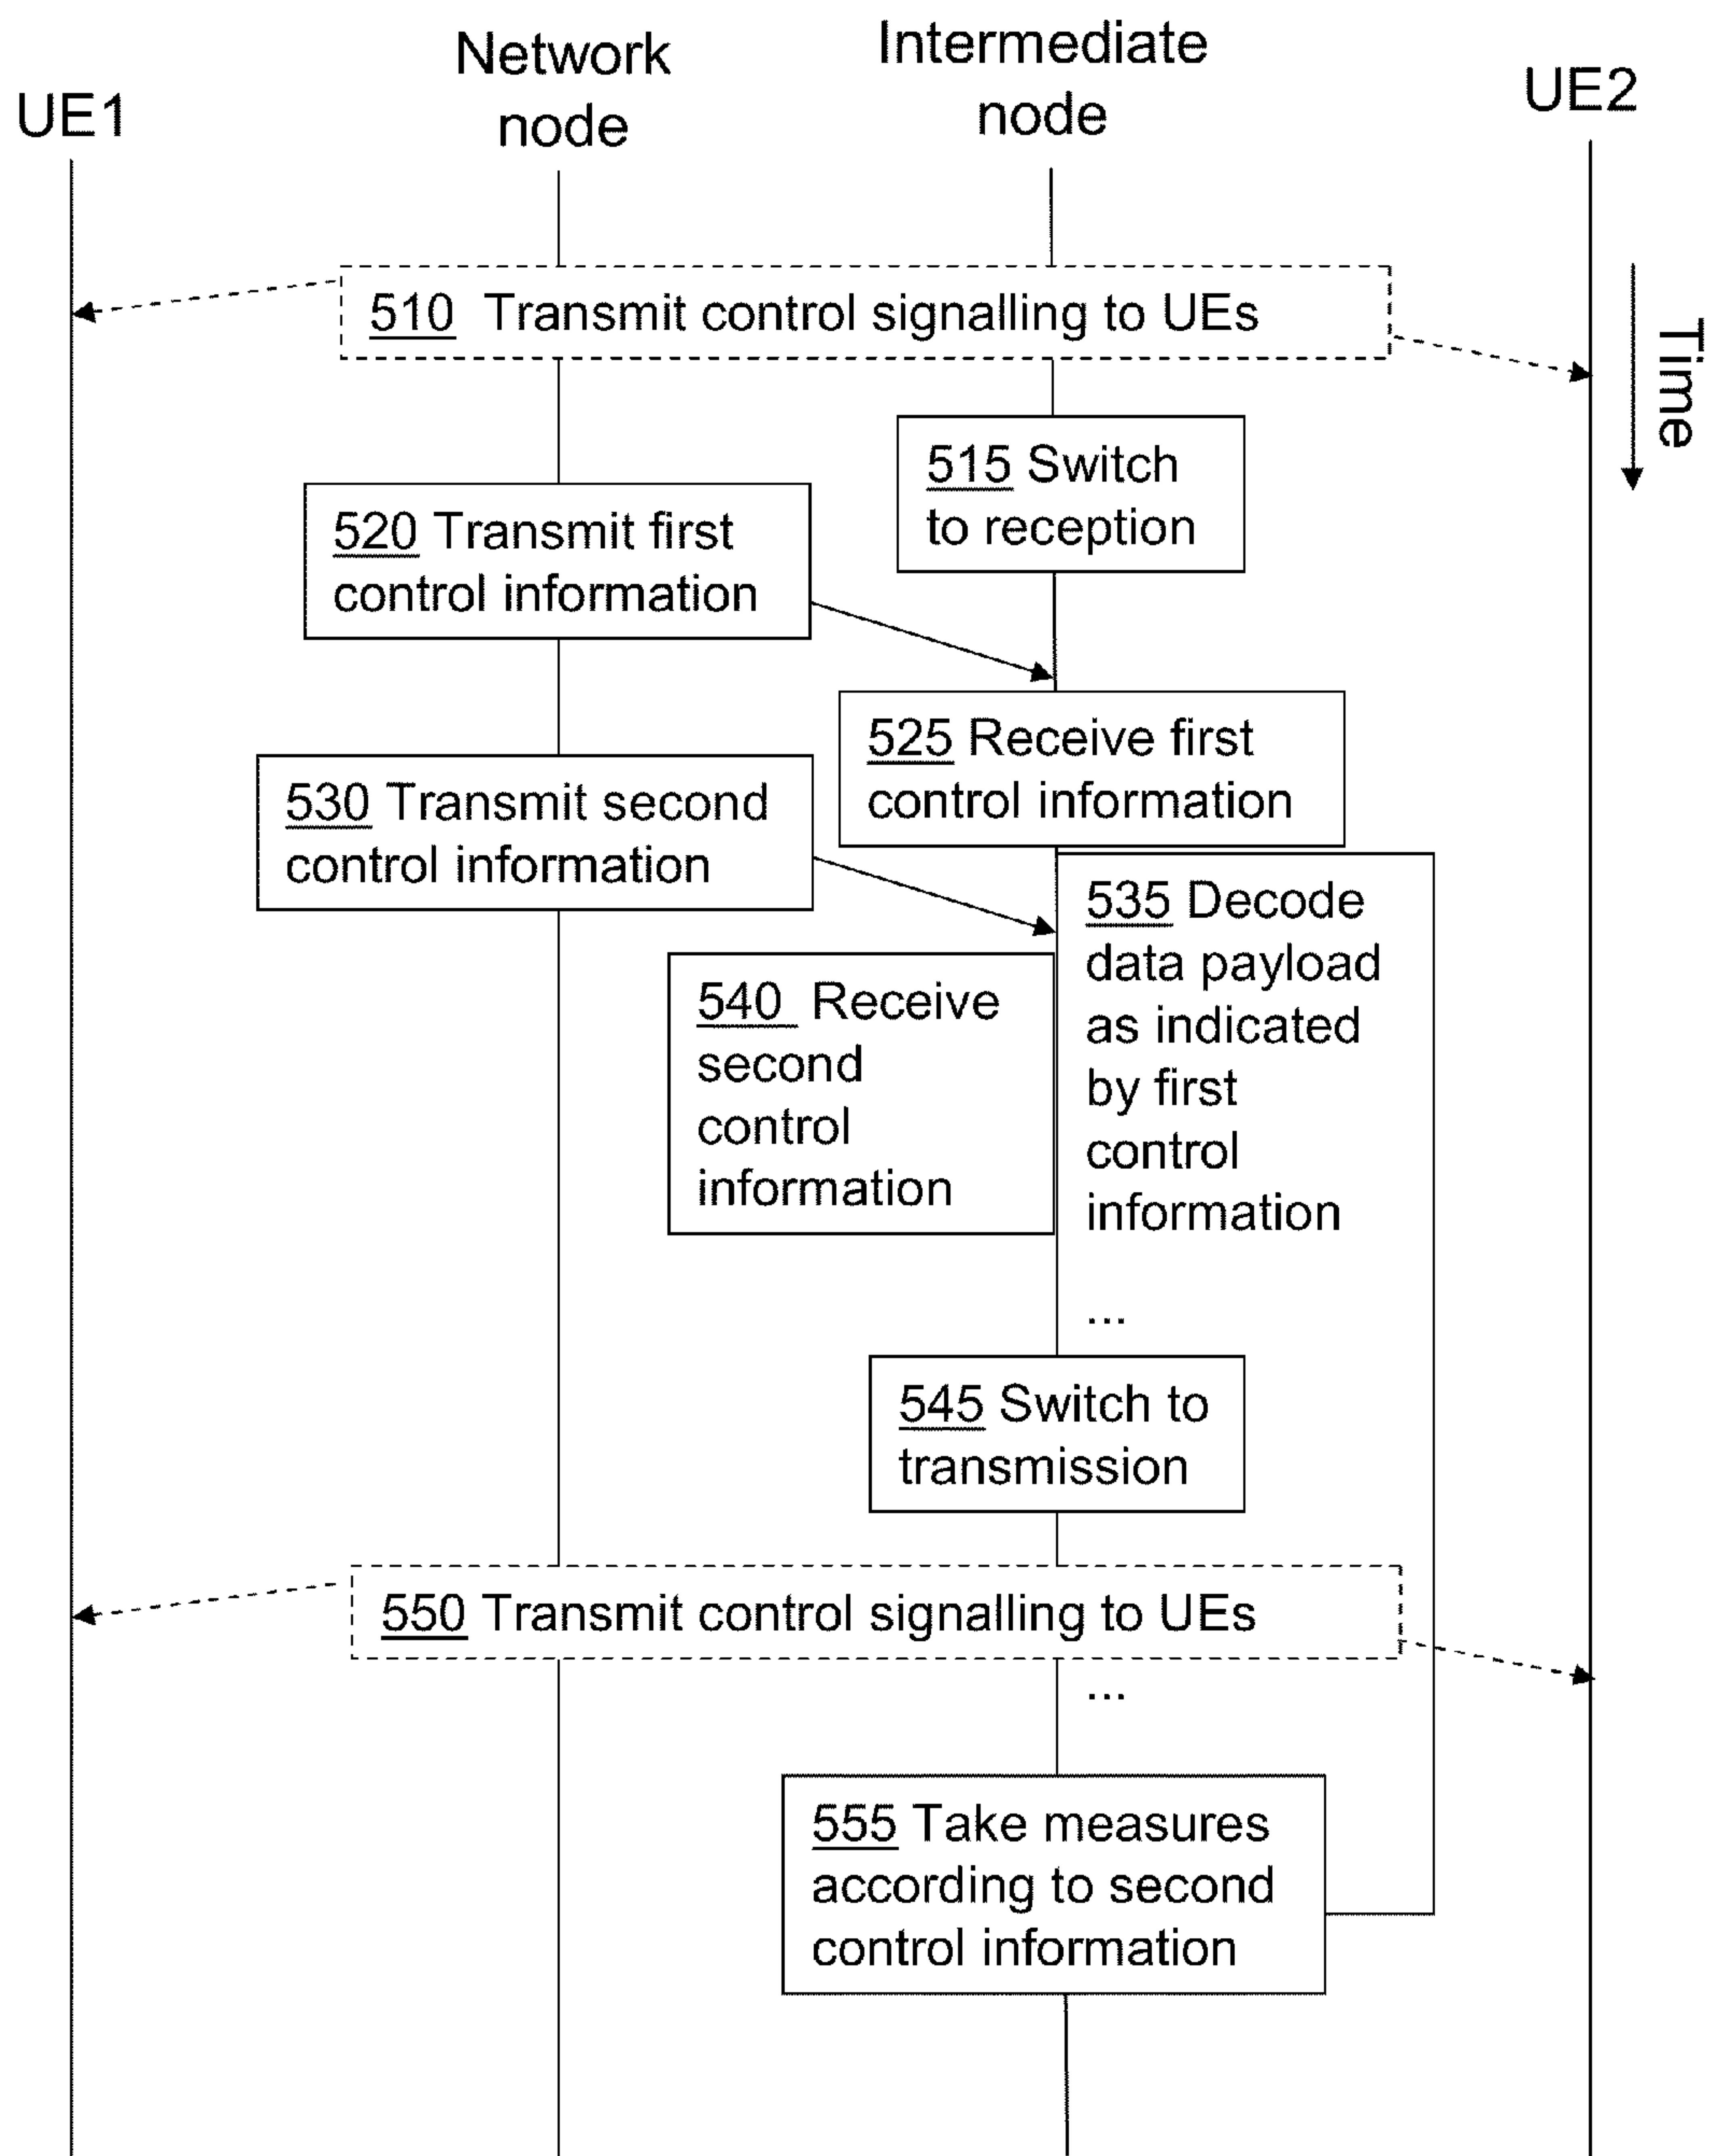 UE1
Network
node
Intermediate
node
UE2
510 Transmit control signalling to UEs
Time
515 Switch
to reception
520 Transmit first
control information
525 Receive first
control information
530 Transmit second
control information
535 Decode
data payload
as indicated
by first
control
information
...
540 Receive
second
control
information
545 Switch to
transmission
550 Transmit control signalling to UEs
...
555 Take measures
according to second
control information